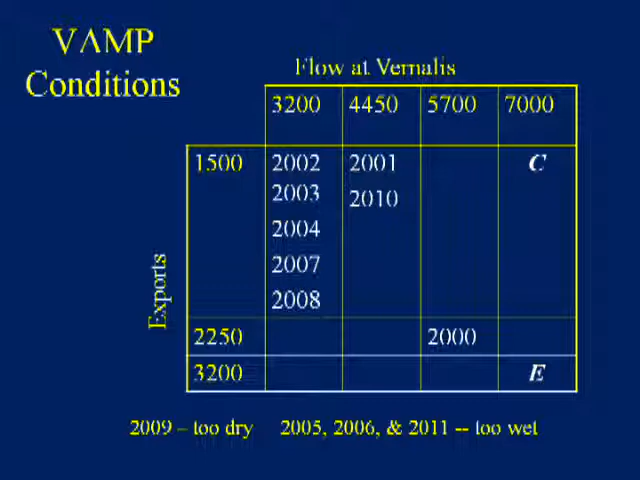 VAMP
Conditions
Flow at Vernalis
3200 4450 5700 7000
Exports
1500 2002 2001 C
2003 2010
2004
2007
2008
2250 2000
3200 E
2009 – too dry 2005, 2006, & 2011 -- too wet